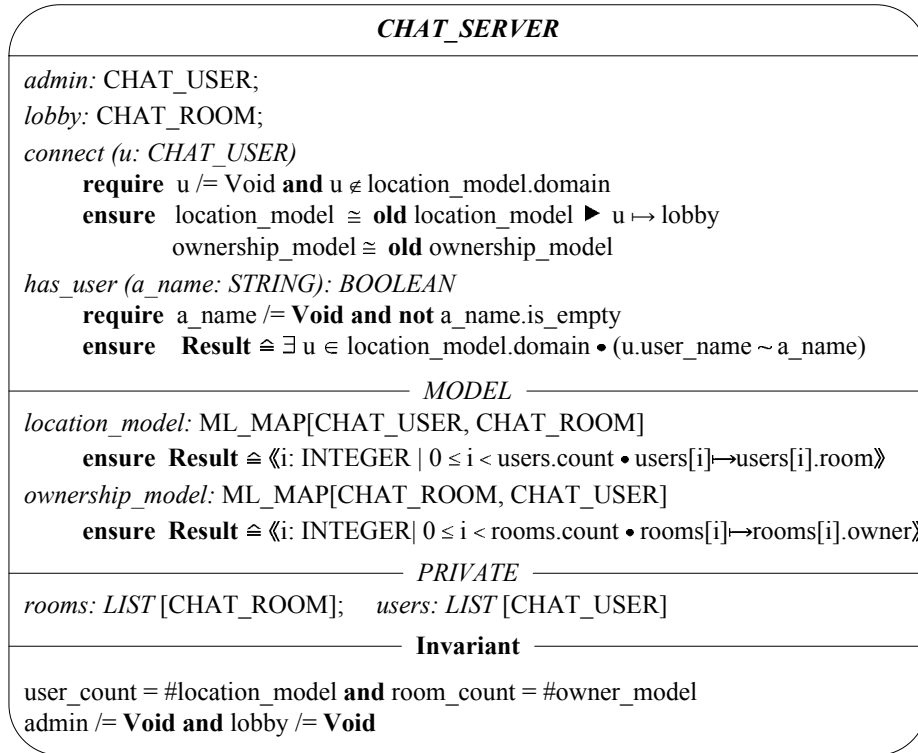 CHAT_SERVER
admin: CHAT_USER;
lobby: CHAT_ROOM;
connect (u: CHAT_USER)
require u /= Void and u ∉ location_model.domain
ensure location_model ≅ old location_model ► u ↦ lobby
ownership_model ≅ old ownership_model
has_user (a_name: STRING): BOOLEAN
require a_name /= Void and not a_name.is_empty
ensure Result ≙ ∃ u ∈ location_model.domain • (u.user_name ~ a_name)
MODEL
location_model: ML_MAP[CHAT_USER, CHAT_ROOM]
ensure Result ≙ ⟪i: INTEGER | 0 ≤ i < users.count • users[i]↦users[i].room⟫
ownership_model: ML_MAP[CHAT_ROOM, CHAT_USER]
ensure Result ≙ ⟪i: INTEGER| 0 ≤ i < rooms.count • rooms[i]↦rooms[i].owner⟫
PRIVATE
rooms: LIST [CHAT_ROOM]; users: LIST [CHAT_USER]
Invariant
user_count = #location_model and room_count = #owner_model
admin /= Void and lobby /= Void